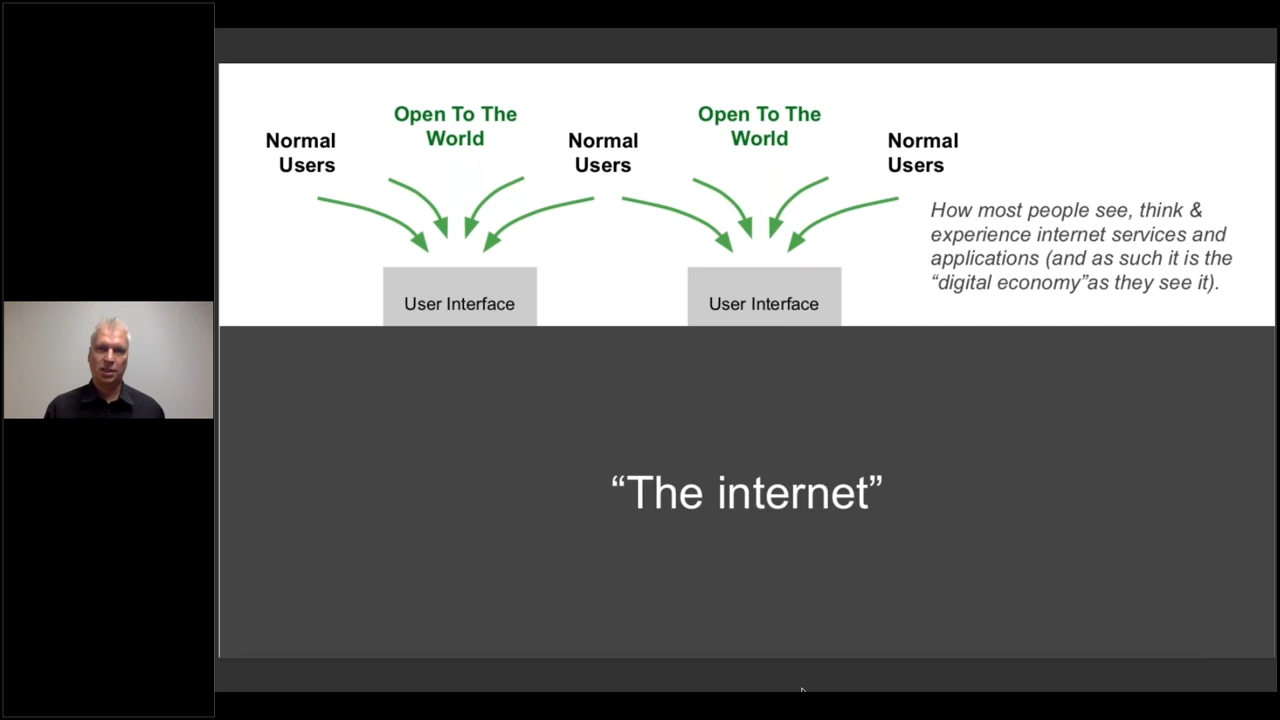 Open To The
World
Open To The
World
Normal
Users
Normal
Users
Normal
Users
How most people see, think &
experience internet services and
applications (and as such it is the
“digital economy”as they see it).
User Interface
User Interface
“The internet”